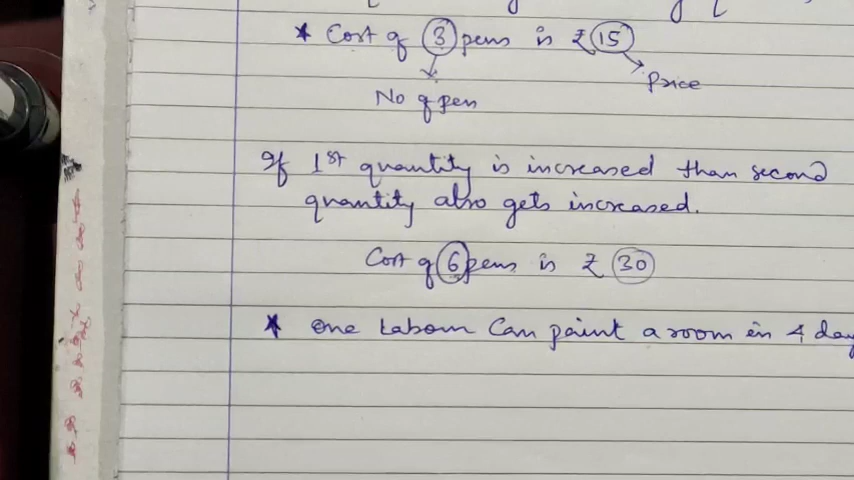 * Cost of 3 pens is ₹ 15
Price
No of pen
If 1st quantity is increased than second
quantity also gets increased.
Cost of 6 pens is ₹ 30
* One Labour Can paint a room in 4 day